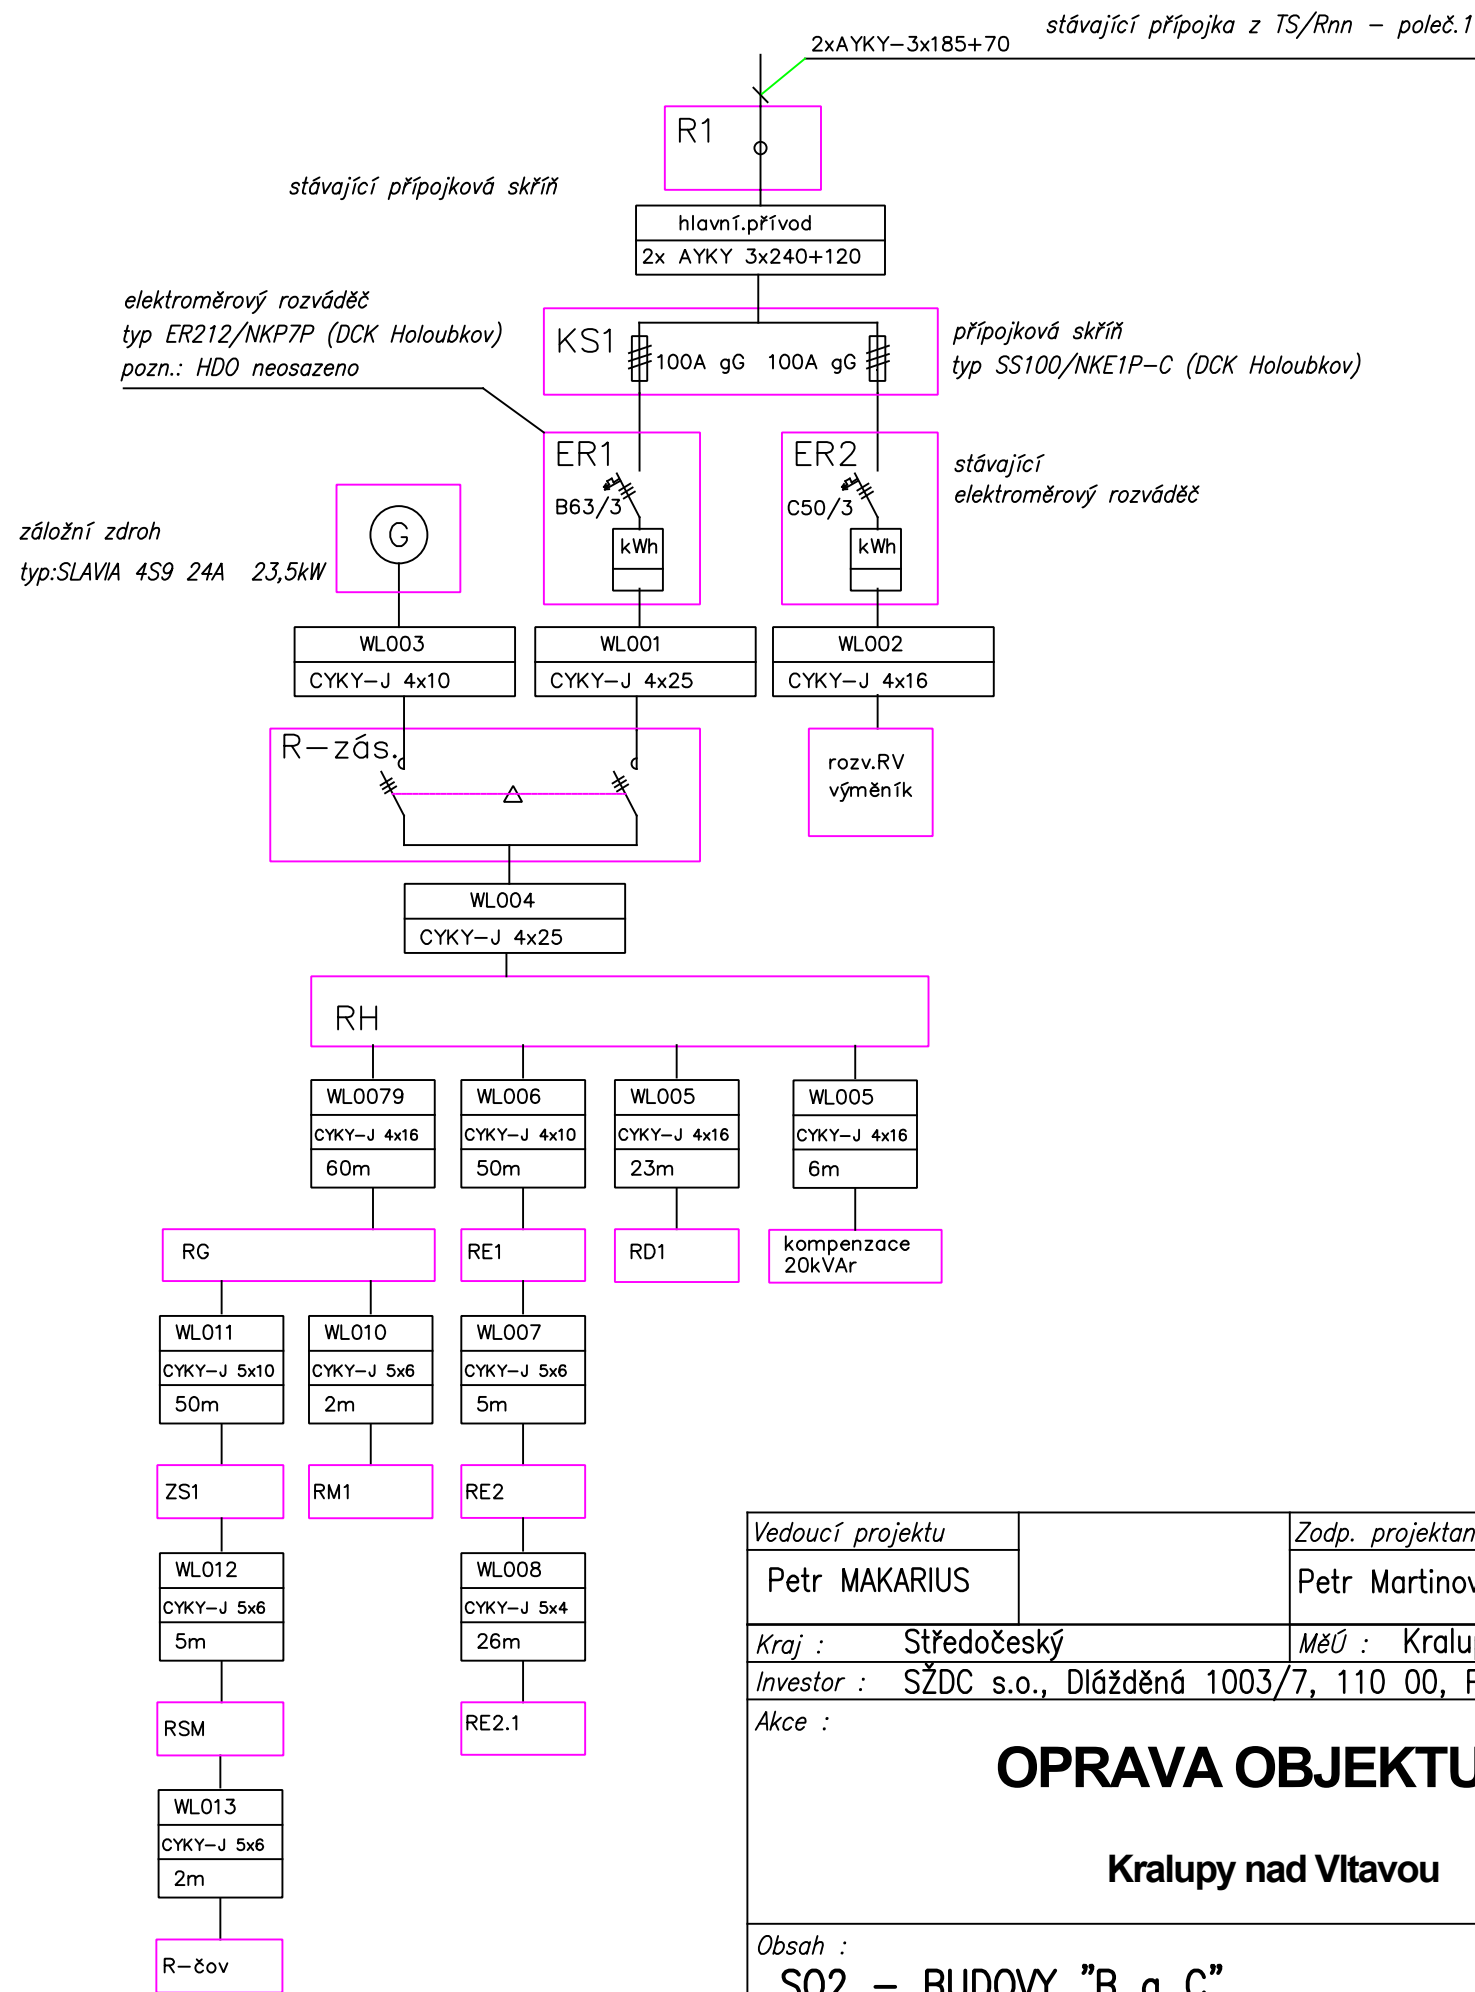 stávající přípojka z TS/Rnn – poleč.1
2xAYKY–3x185+70
R1
stávající přípojková skříň
hlavní.přívod
2x AYKY 3x240+120
elektroměrový rozváděč
typ ER212/NKP7P (DCK Holoubkov)
pozn.: HDO neosazeno
KS1
100A gG 100A gG
přípojková skříň
typ SS100/NKE1P–C (DCK Holoubkov)
ER1
B63/3
kWh
ER2
C50/3
kWh
stávající
elektroměrový rozváděč
záložní zdroh
typ:SLAVIA 4S9 24A 23,5kW
G
WL003
CYKY–J 4x10
WL001
CYKY–J 4x25
WL002
CYKY–J 4x16
R–zás.
rozv.RV
výměník
WL004
CYKY–J 4x25
RH
WL0079
CYKY–J 4x16
60m
WL006
CYKY–J 4x10
50m
WL005
CYKY–J 4x16
23m
WL005
CYKY–J 4x16
6m
RG
RE1
RD1
kompenzace
20kVAr
WL011
CYKY–J 5x10
50m
WL010
CYKY–J 5x6
2m
WL007
CYKY–J 5x6
5m
ZS1
RM1
RE2
WL012
CYKY–J 5x6
5m
WL008
CYKY–J 5x4
26m
RSM
RE2.1
WL013
CYKY–J 5x6
2m
R–čov
Vedoucí projektu
Zodp. projektan
Petr MAKARIUS
Petr Martinov
Kraj : Středočeský
MěÚ : Kralu
Investor : SŽDC s.o., Dlážděná 1003/7, 110 00,
Akce :
OPRAVA OBJEKTU
Kralupy nad Vltavou
Obsah :
SO2 – BUDOVY "B a C"